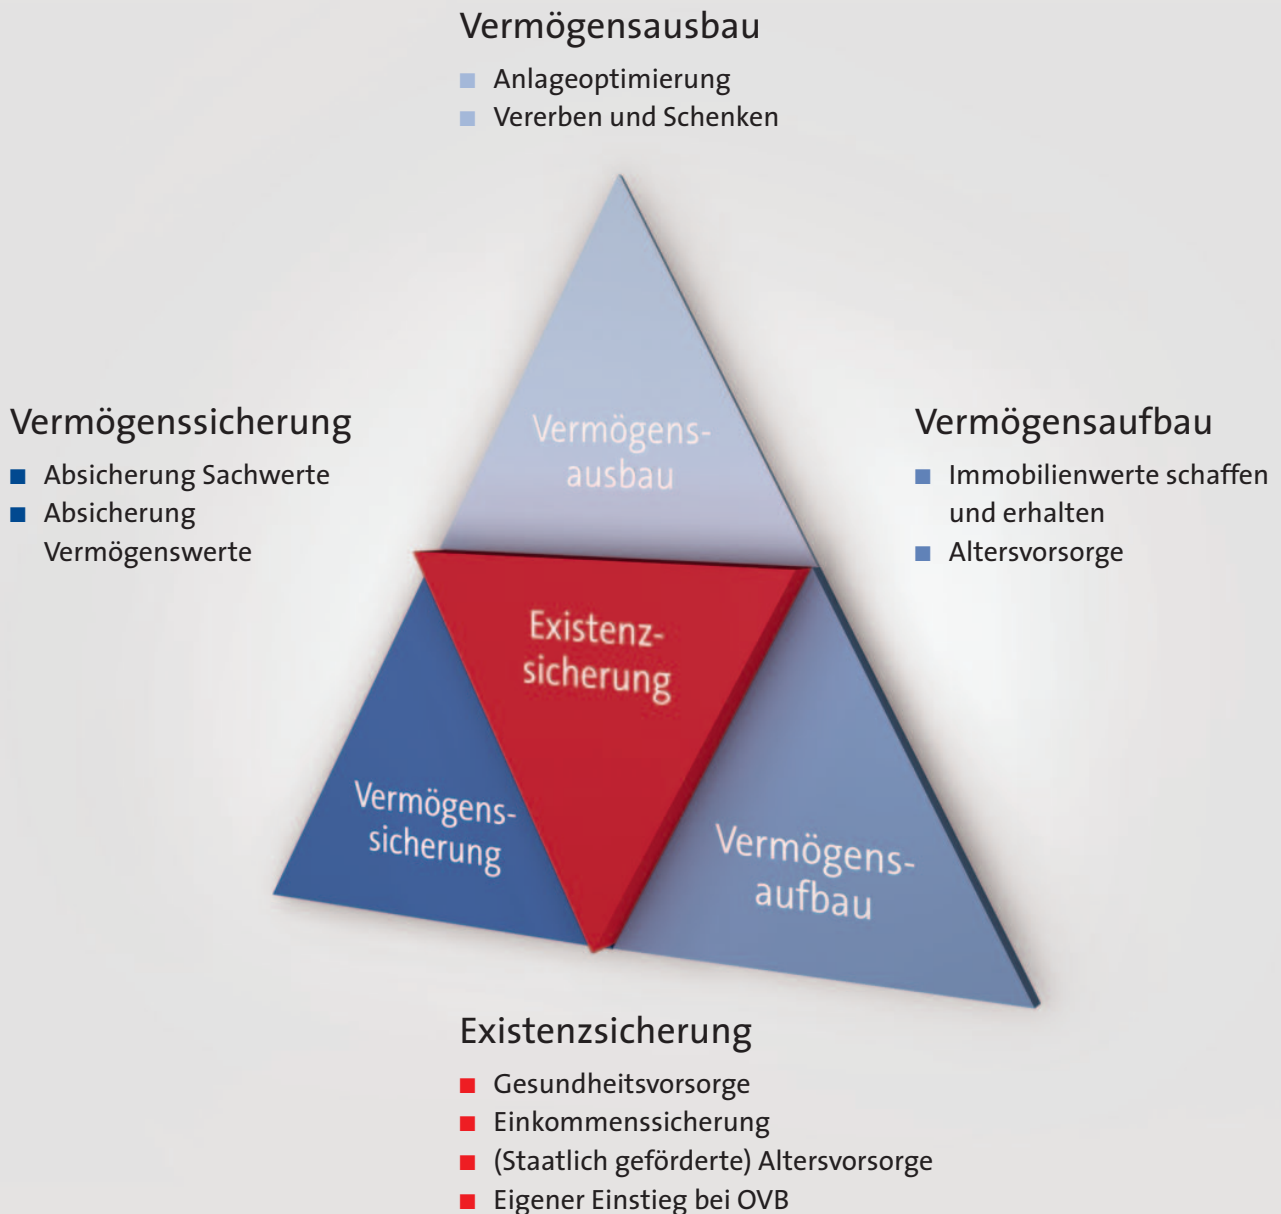 Vermögensausbau
Anlageoptimierung
Vererben und Schenken
Vermögens-
ausbau
Vermögenssicherung
Absicherung Sachwerte
Absicherung
Vermögenswerte
Vermögensaufbau
Immobilienwerte schaffen
und erhalten
Altersvorsorge
Existenz-
sicherung
Vermögens-
sicherung
Vermögens-
aufbau
Existenzsicherung
Gesundheitsvorsorge
Einkommenssicherung
(Staatlich geförderte) Altersvorsorge
Eigener Einstieg bei OVB